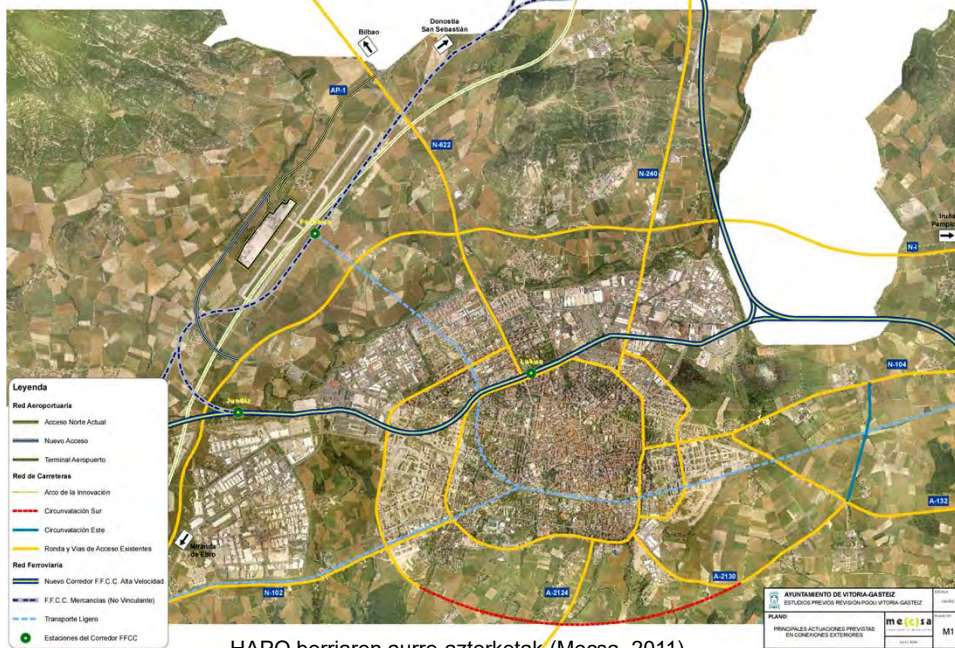 Donostia
San Sebastián
Bilbao
AP-1
N-622
N-240
Iruña
N-I
Lakua
Jundiz
N-104
A-132
Miranda
de Ebro
N-102
A-2124
A-2130
Leyenda
Red Aeroportuaria
Acceso Norte Actual
Nuevo Acceso
Terminal Aeropuerto
Red de Carreteras
Arco de la Innovación
Circunvalación Sur
Circunvalación Este
Ronda y Vías de Acceso Existentes
Red Ferroviaria
Nuevo Corredor F.F.C.C. Alta Velocidad
F.F.C.C. Mercancías (No Vinculante)
Transporte Ligero
Estaciones del Corredor FFCC
AYUNTAMIENTO DE VITORIA-GASTEIZ
ESTUDIOS PREVIOS REVISIÓN PGOU VITORIA-GASTEIZ
PLANO:
PRINCIPALES ACTUACIONES PREVISTAS
EN CONEXIONES EXTERIORES
me(c)sa
M1
HAPO berriaren aurre-azterketak (Mecsa, 2011)